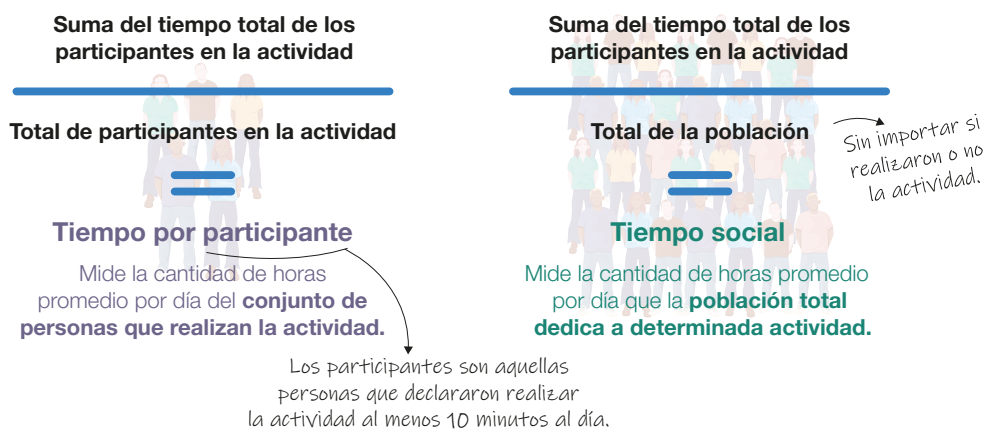 Suma del tiempo total de los
participantes en la actividad
Total de participantes en la actividad
=
Tiempo por participante
Mide la cantidad de horas
promedio por día del conjunto de
personas que realizan la actividad.
Los participantes son aquellas
personas que declararon realizar
la actividad al menos 10 minutos al día.
Suma del tiempo total de los
participantes en la actividad
Total de la población
Sin importar si
realizaron o no
la actividad.
=
Tiempo social
Mide la cantidad de horas promedio
por día que la población total
dedica a determinada actividad.